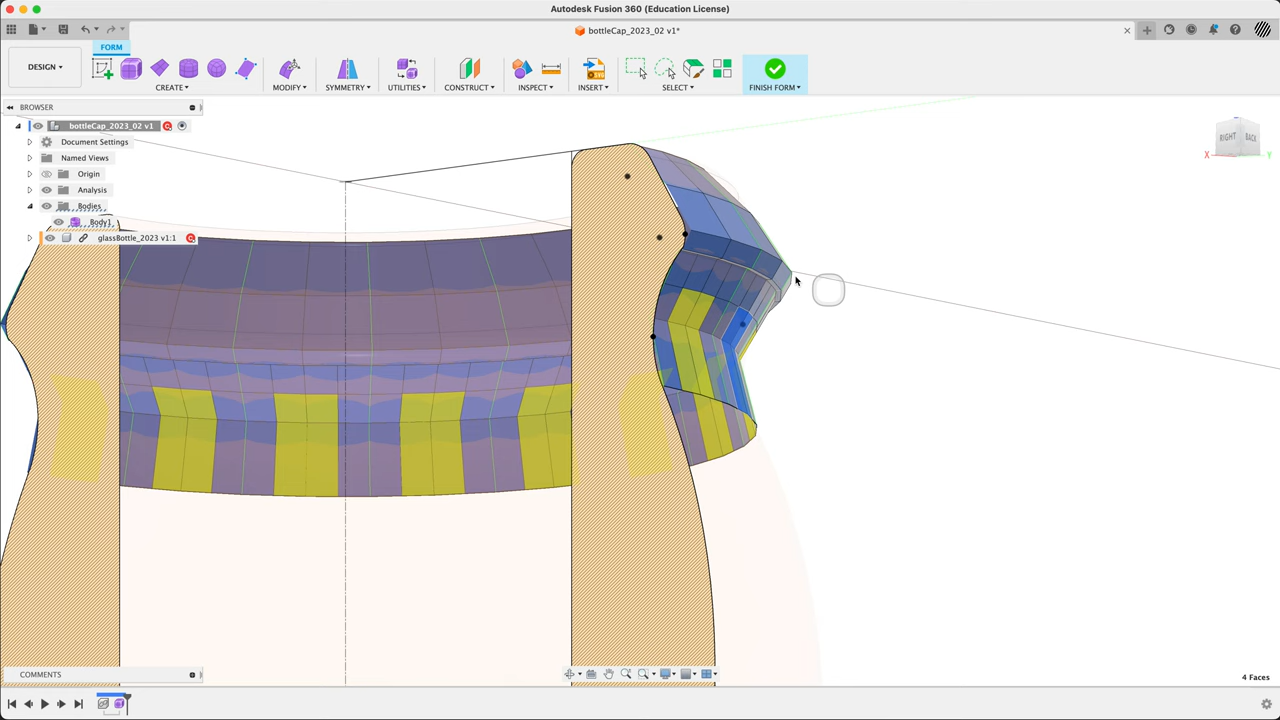 Autodesk Fusion 360 (Education License)
bottleCap_2023_02 v1*
FORM
DESIGN
CREATE
MODIFY
SYMMETRY
UTILITIES
CONSTRUCT
INSPECT
INSERT
SELECT
FINISH FORM
BROWSER
bottleCap_2023_02 v1
Document Settings
Named Views
Origin
Analysis
Bodies
Body1
glassBottle_2023 v1:1
RIGHT
BACK
X
Y
COMMENTS
4 Faces